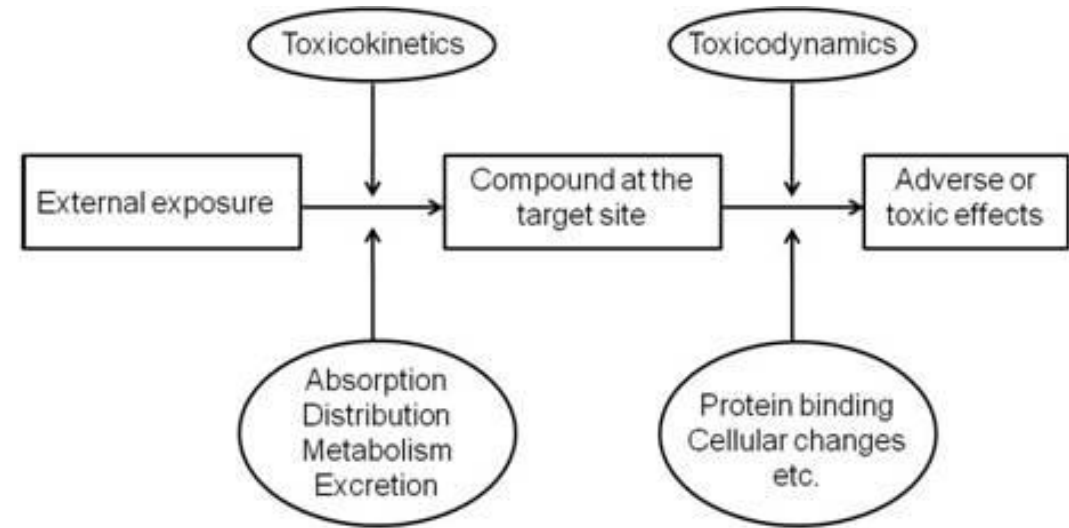 Toxicokinetics
Toxicodynamics
External exposure
Compound at the
target site
Adverse or
toxic effects
Absorption
Distribution
Metabolism
Excretion
Protein binding
Cellular changes
etc.